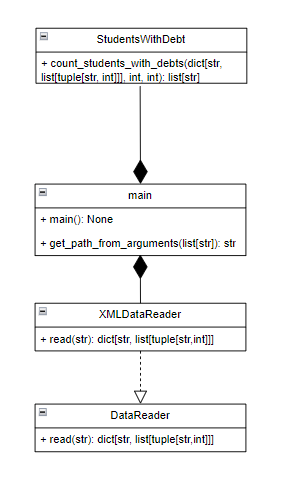 StudentsWithDebt
+ count_students_with_debts(dict[str,
list[tuple[str, int]]], int, int): list[str]
main
+ main(): None
+ get_path_from_arguments(list[str]): str
XMLDataReader
+ read(str): dict[str, list[tuple[str,int]]]
DataReader
+ read(str): dict[str, list[tuple[str,int]]]